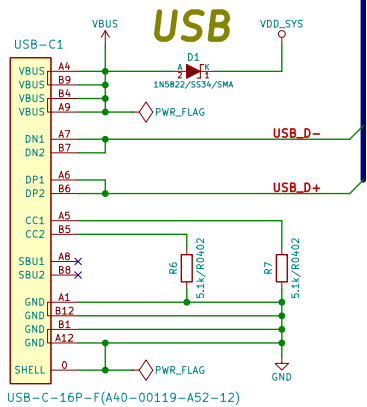 USB
VBUS
VDD_SYS
USB-C1
D1
A K
2 1
1N5822/SS34/SMA
VBUS A4
VBUS B9
VBUS B4
VBUS A9
PWR_FLAG
DN1 A7
USB_D-
DN2 B7
DP1 A6
DP2 B6
USB_D+
CC1 A5
CC2 B5
R6
5.1k/R0402
R7
5.1k/R0402
SBU1 A8
SBU2 B8
GND A1
GND B12
GND B1
GND A12
SHELL 0
PWR_FLAG
GND
USB-C-16P-F(A40-00119-A52-12)